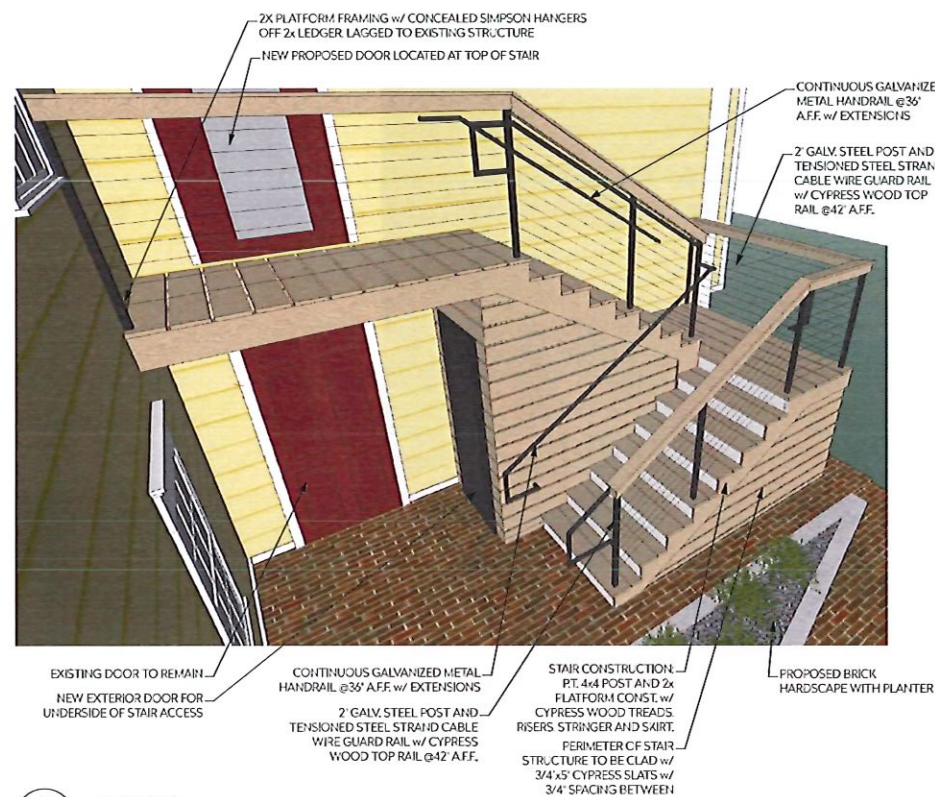 2X PLATFORM FRAMING w/ CONCEALED SIMPSON HANGERS
OFF 2x LEDGER, LAGGED TO EXISTING STRUCTURE
NEW PROPOSED DOOR LOCATED AT TOP OF STAIR
CONTINUOUS GALVANIZE
METAL HANDRAIL @36"
A.F.F. w/ EXTENSIONS
2" GALV. STEEL POST AND
TENSIONED STEEL STRAN
CABLE WIRE GUARD RAIL
w/ CYPRESS WOOD TOP
RAIL @42" A.F.F.
EXISTING DOOR TO REMAIN
NEW EXTERIOR DOOR FOR
UNDERSIDE OF STAIR ACCESS
CONTINUOUS GALVANIZED METAL
HANDRAIL @36" A.F.F. w/ EXTENSIONS
2" GALV. STEEL POST AND
TENSIONED STEEL STRAND CABLE
WIRE GUARD RAIL w/ CYPRESS
WOOD TOP RAIL @42" A.F.F.
STAIR CONSTRUCTION:
P.T. 4x4 POST AND 2x
PLATFORM CONST. w/
CYPRESS WOOD TREADS,
RISERS, STRINGER AND SKIRT.
PERIMETER OF STAIR
STRUCTURE TO BE CLAD w/
3/4"x5" CYPRESS SLATS w/
3/4" SPACING BETWEEN
PROPOSED BRICK
HARDSCAPE WITH PLANTER